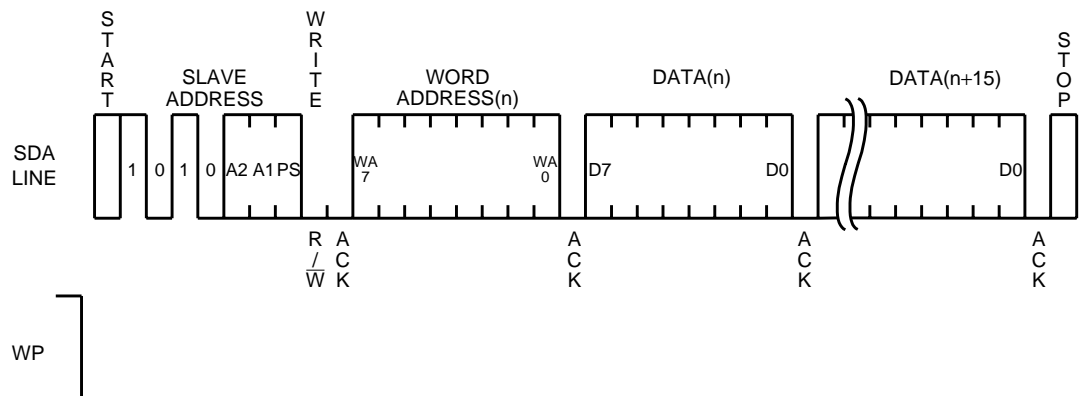 START
WRITE
STOP
SLAVE
ADDRESS
WORD
ADDRESS(n)
DATA(n)
DATA(n+15)
SDA
LINE
1 0 1 0 A2 A1 PS
WA
7
WA
0
D7
D0
D0
R
/
W
ACK
ACK
ACK
ACK
WP